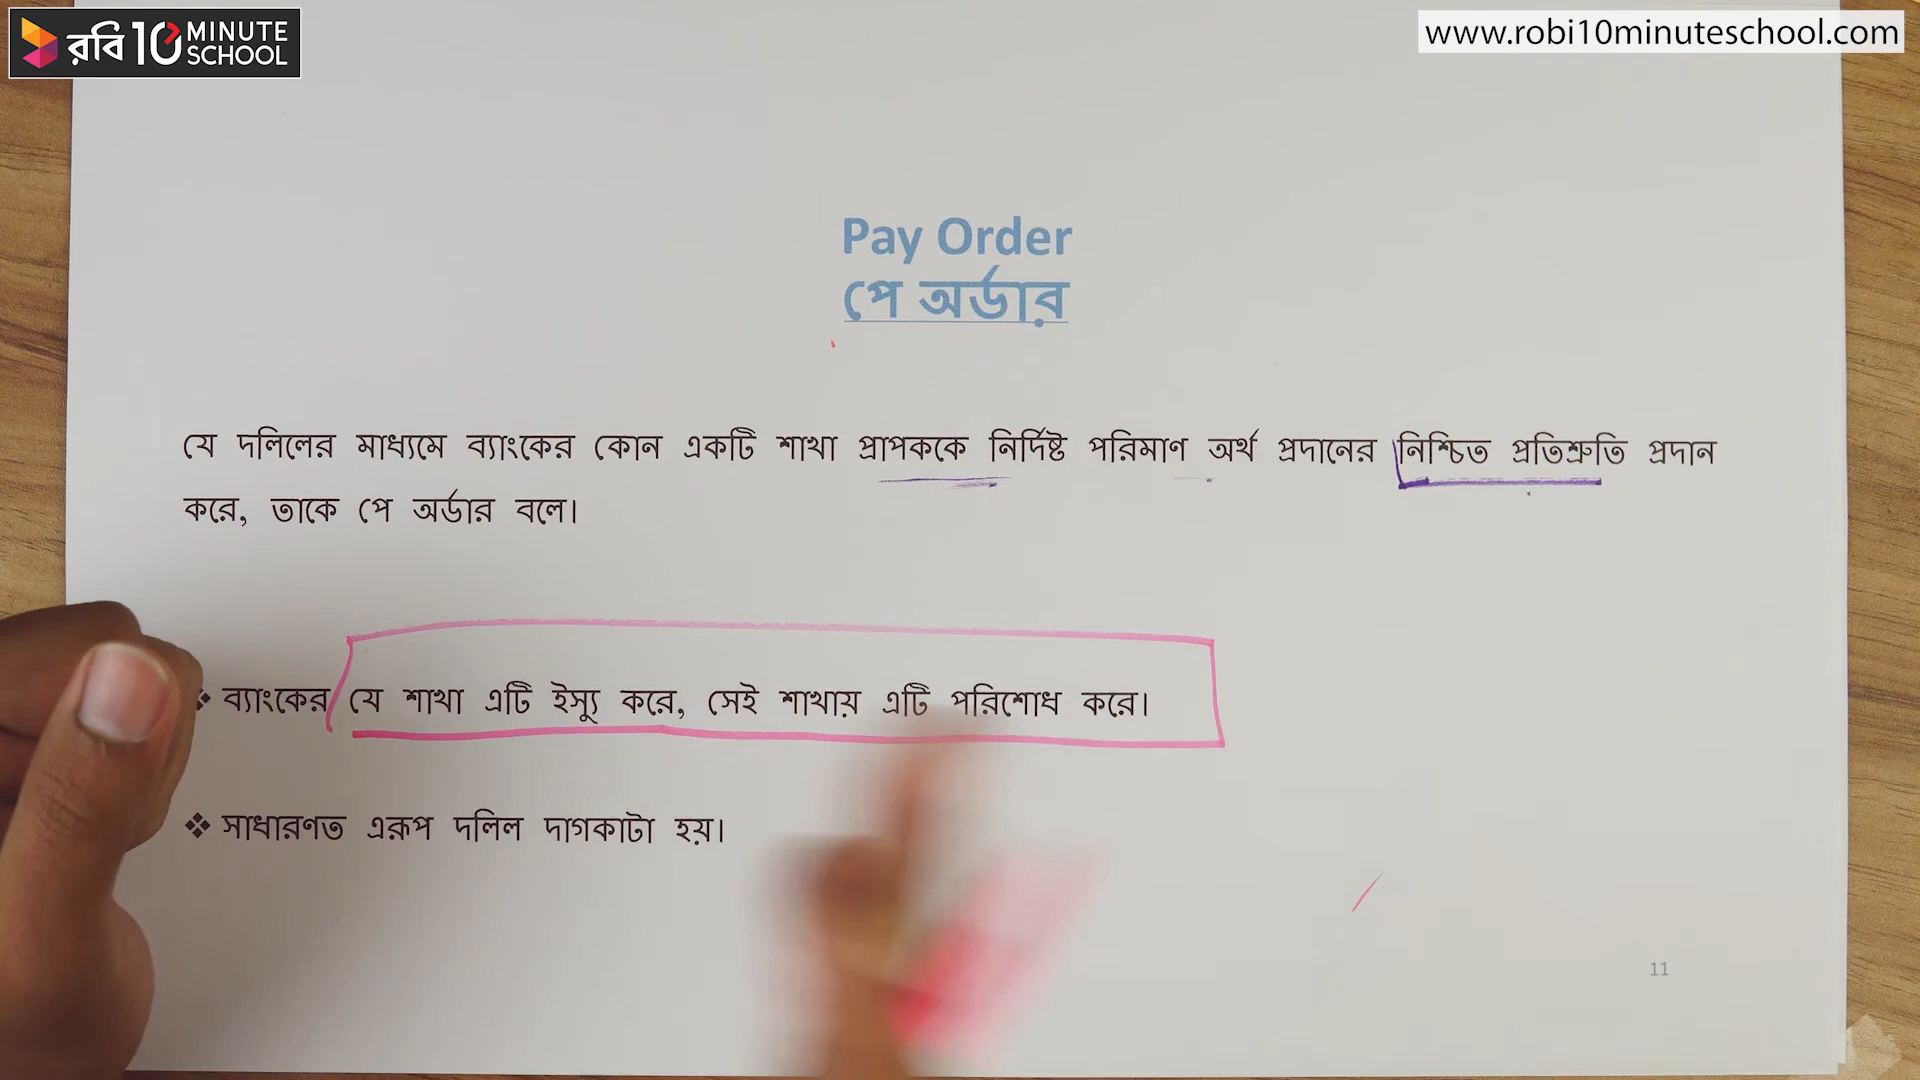 রবি 10 MINUTE SCHOOL
www.robi10minuteschool.com
Pay Order
পে অর্ডার
যে দলিলের মাধ্যমে ব্যাংকের কোন একটি শাখা প্রাপককে নির্দিষ্ট পরিমাণ অর্থ প্রদানের নিশ্চিত প্রতিশ্রুতি প্রদান
করে, তাকে পে অর্ডার বলে।
❖ ব্যাংকের যে শাখা এটি ইস্যু করে, সেই শাখায় এটি পরিশোধ করে।
❖ সাধারণত এরূপ দলিল দাগকাটা হয়।
11